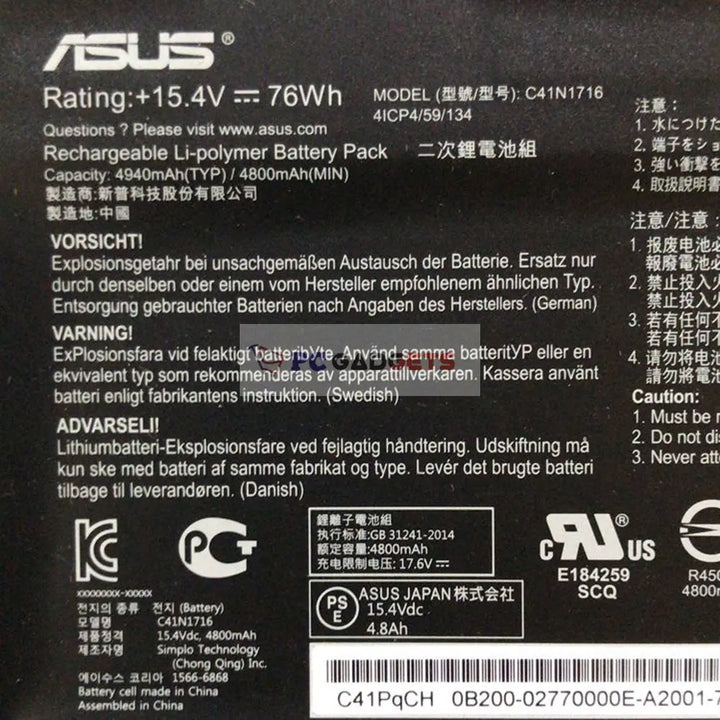 ASUS®
Rating:+15.4V ⎓ 76Wh
MODEL (型號/型号): C41N1716
4ICP4/59/134
Questions ? Please visit www.asus.com
Rechargeable Li-polymer Battery Pack 二次鋰電池組
Capacity: 4940mAh(TYP) / 4800mAh(MIN)
製造商:新普科技股份有限公司
製造地:中國
VORSICHT!
Explosionsgetahr bei unsachgemäßen Austausch der Batterie. Ersatz nur
durch denselben oder einem vom Hersteller empfohlenem ähnlichen Typ.
Entsorgung gebrauchter Batterien nach Angaben des Herstellers. (German)
VARNING!
ExPlosionsfara vid felaktigt batteribYte. Använd samma batteritYP eller en
ekvivalent typ som rekommenderas av apparattillverkaren. Kassera använt
batteri enligt fabrikantens instruktion. (Swedish)
PC GADGETS
ADVARSELI!
Lithiumbatteri-Eksplosionsfare ved fejlagtig håndtering. Udskiftning må
kun ske med batteri af samme fabrikat og type. Levér det brugte batteri
tilbage til leverandøren. (Danish)
注意：
1. 水につけた
2. 端子をショ
3. 強い衝撃を
4. 取扱說明書
注意/注意：
1. 报废电池必
報廢電池必
2. 禁止投入火
禁止投入火
3. 若有任何不
若有任何不
4. 请勿将电池
請勿將電池
Caution:
1. Must be r
2. Do not dis
3. Never atte
xxxxxxxx-xxxxx
전지의 종류 전지 (Battery)
모델명 C41N1716
제품정격 15.4Vdc, 4800mAh
제조자 Simplo Technology
(Chong Qing) Inc.
에이수스 코리아 1566-6868
Battery cell made in China
Assembled in China
鋰離子電池組
执行标准:GB 31241-2014
额定容量:4800mAh
充电限制电压: 17.6V ⎓
PS
E
ASUS JAPAN株式会社
15.4Vdc
4.8Ah
c RU® US
E184259
SCQ
R450
4800m
C41PqCH 0B200-02770000E-A2001-7